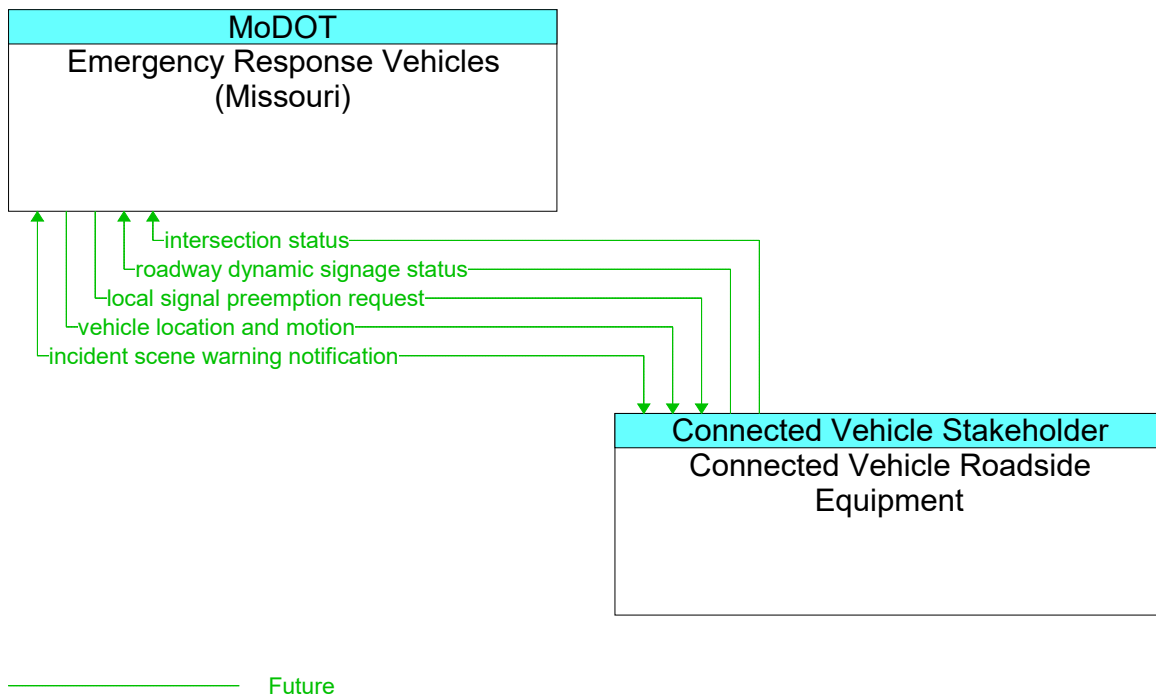 MoDOT
Emergency Response Vehicles
(Missouri)
intersection status
roadway dynamic signage status
local signal preemption request
vehicle location and motion
incident scene warning notification
Connected Vehicle Stakeholder
Connected Vehicle Roadside
Equipment
Future